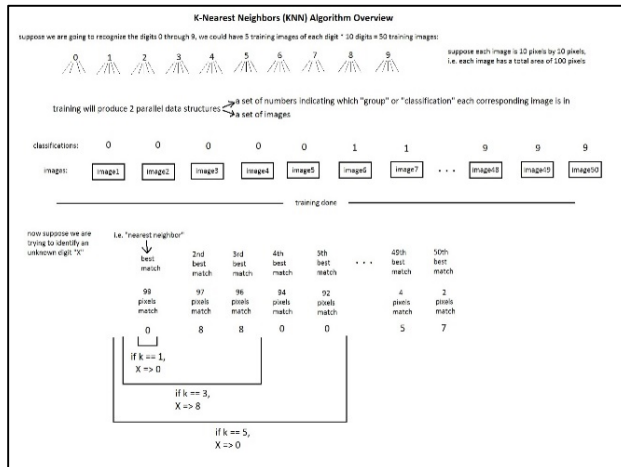 K-Nearest Neighbors (KNN) Algorithm Overview
suppose we are going to recognize the digits 0 through 9, we could have 5 training images of each digit * 10 digits = 50 training images:
0 1 2 3 4 5 6 7 8 9
suppose each image is 10 pixels by 10 pixels,
i.e. each image has a total area of 100 pixels
training will produce 2 parallel data structures
a set of numbers indicating which "group" or "classification" each corresponding image is in
a set of images
classifications: 0 0 0 0 0 1 1 9 9 9
images: image1 image2 image3 image4 image5 image6 image7 . . . image48 image49 image50
training done
now suppose we are
trying to identify an
unknown digit "X"
i.e. "nearest neighbor"
best 2nd 3rd 4th 5th . . . 49th 50th
match best best best best best best
match match match match match match
98 97 96 94 92 4 2
pixels pixels pixels pixels pixels pixels pixels
match match match match match match match
0 8 8 0 0 5 7
if k == 1,
X => 0
if k == 3,
X => 8
if k == 5,
X => 0